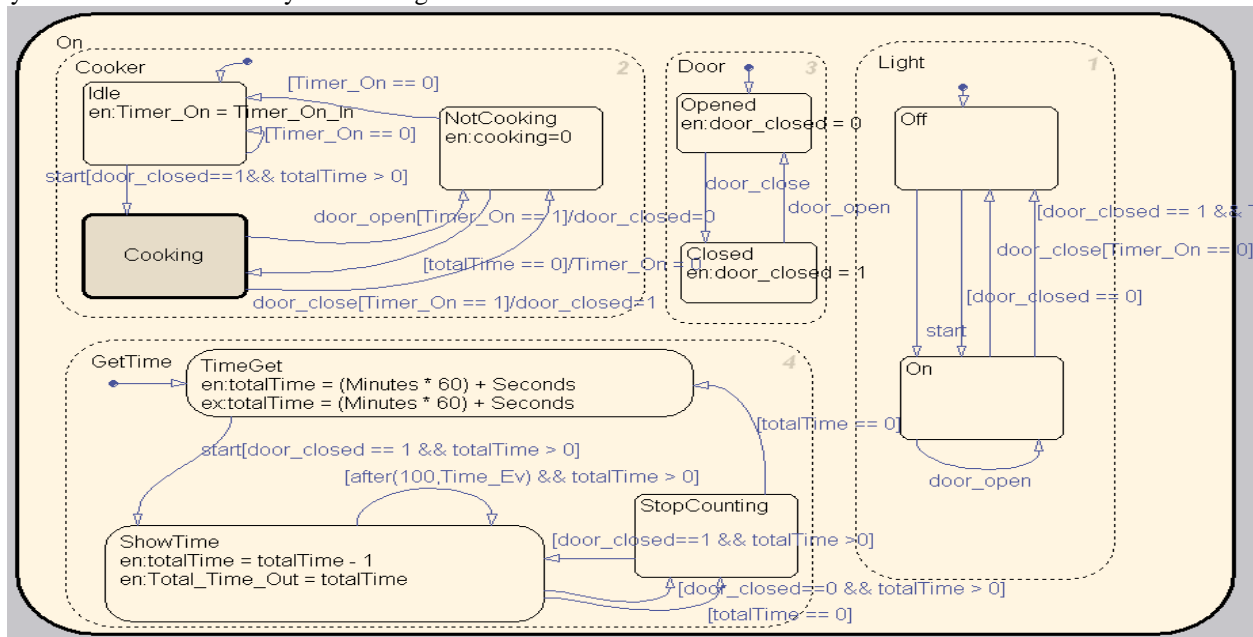 On
Cooker
2
Idle
en:Timer_On = Timer_On_In
[Timer_On == 0]
[Timer_On == 0]
NotCooking
en:cooking=0
start[door_closed==1&& totalTime > 0]
Cooking
door_open[Timer_On == 1]/door_closed=0
[totalTime == 0]/Timer_On = 0
door_close[Timer_On == 1]/door_closed=1
Door
3
Opened
en:door_closed = 0
door_close
door_open
Closed
en:door_closed = 1
Light
1
Off
[door_closed == 1 &&
door_close[Timer_On == 0]
[door_closed == 0]
start
On
door_open
GetTime
4
TimeGet
en:totalTime = (Minutes * 60) + Seconds
ex:totalTime = (Minutes * 60) + Seconds
start[door_closed == 1 && totalTime > 0]
[totalTime == 0]
[after(100,Time_Ev) && totalTime > 0]
StopCounting
ShowTime
en:totalTime = totalTime - 1
en:Total_Time_Out = totalTime
[door_closed==1 && totalTime >0]
[door_closed==0 && totalTime > 0]
[totalTime == 0]